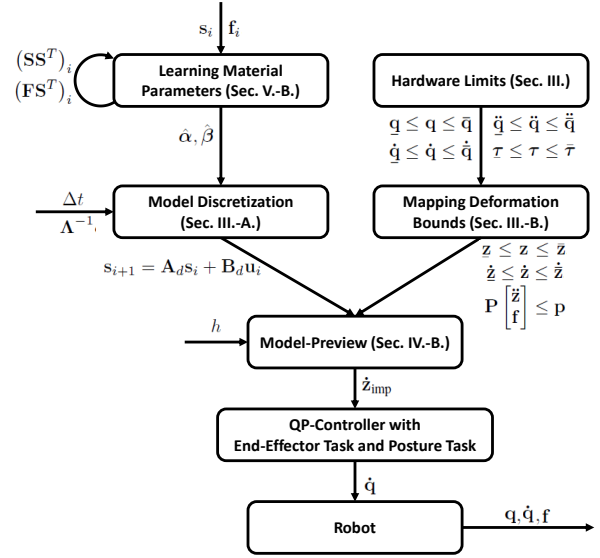 s_i f_i
(SS^T)_i
(FS^T)_i
Learning Material
Parameters (Sec. V.-B.)
Hardware Limits (Sec. III.)
α̂, β̂
q̲ ≤ q ≤ q̄ q̲̈ ≤ q̈ ≤ q̄̈
q̲̇ ≤ q̇ ≤ q̄̇ τ̲ ≤ τ ≤ τ̄
Δt
Λ^{-1}
Model Discretization
(Sec. III.-A.)
Mapping Deformation
Bounds (Sec. III.-B.)
s_{i+1} = A_d s_i + B_d u_i
z̲ ≤ z ≤ z̄
ż̲ ≤ ż ≤ z̄̇
P [z̈ f] ≤ p
h
Model-Preview (Sec. IV.-B.)
ż_imp
QP-Controller with
End-Effector Task and Posture Task
q̇
Robot
q, q̇, f